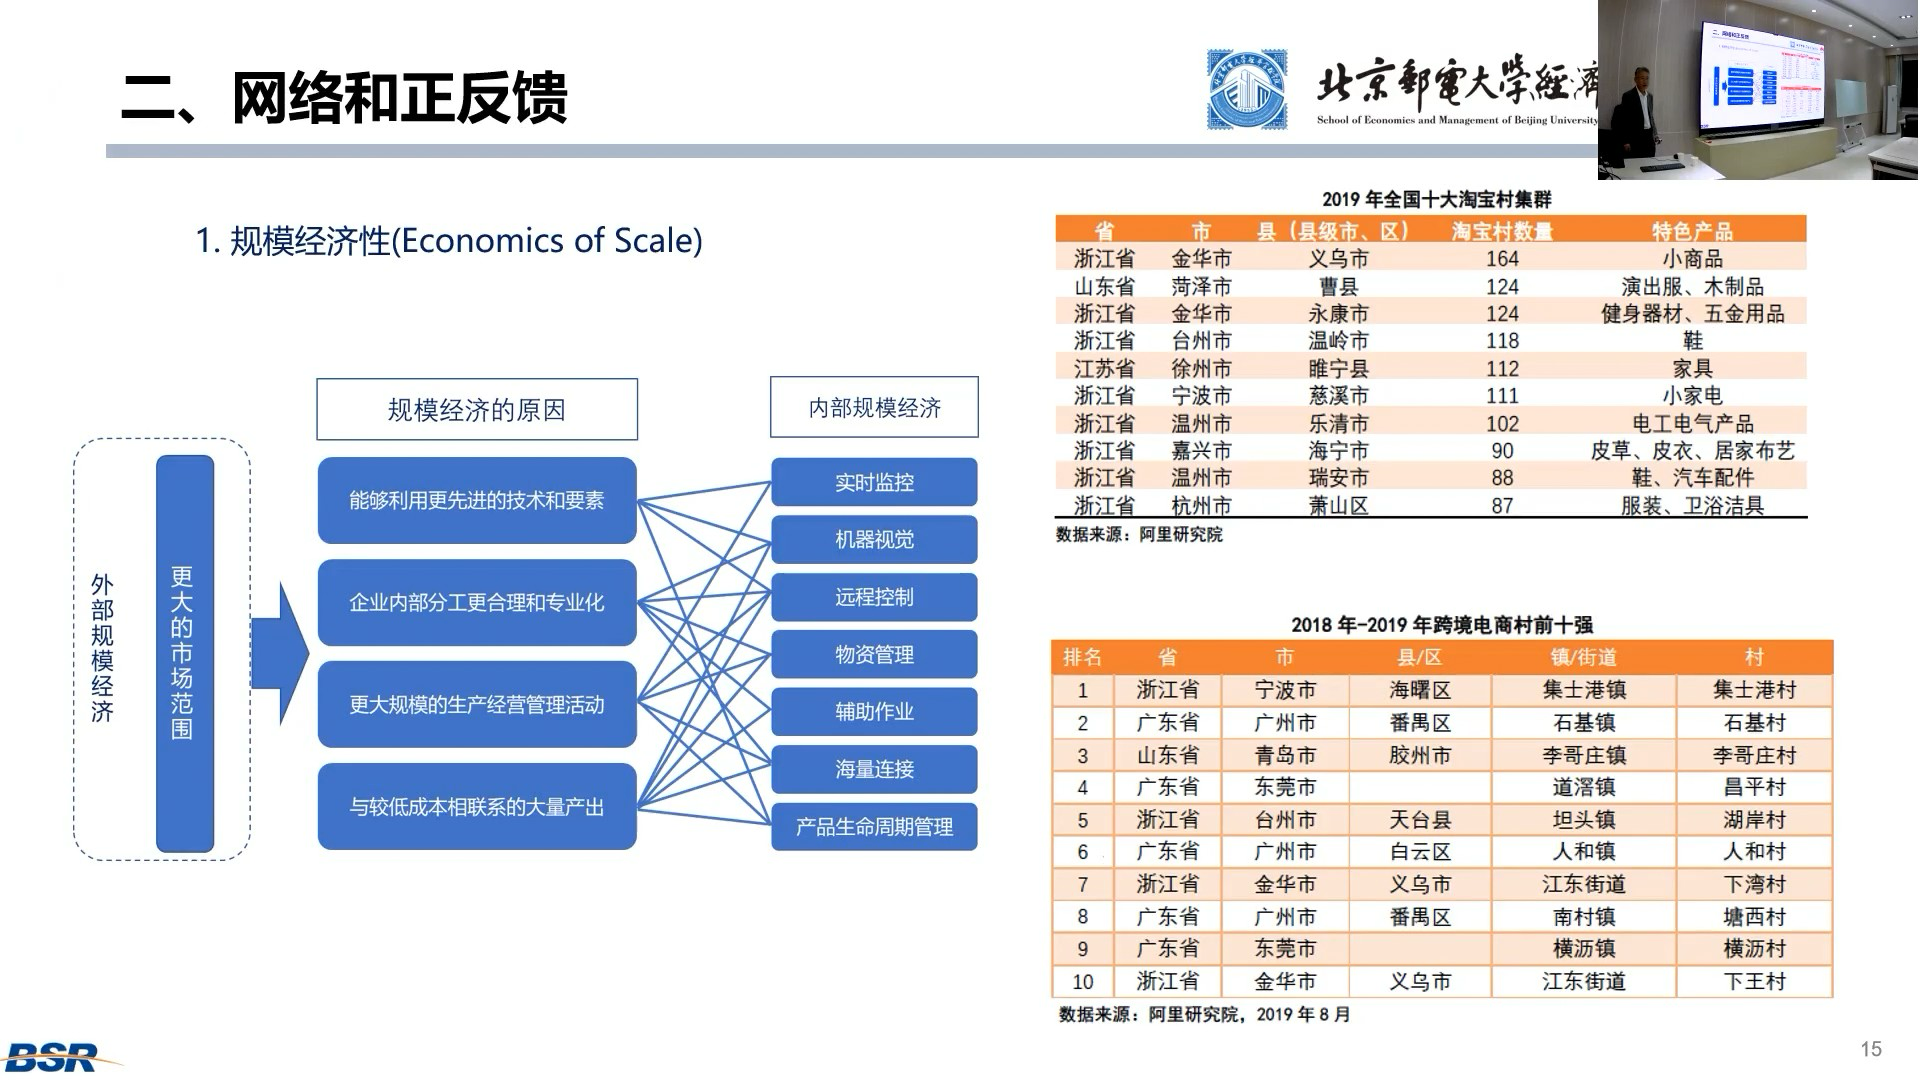 二、网络和正反馈
北京邮电大学经济
School of Economics and Management of Beijing University
1. 规模经济性(Economics of Scale)
外部规模经济
更大的市场范围
规模经济的原因
能够利用更先进的技术和要素
企业内部分工更合理和专业化
更大规模的生产经营管理活动
与较低成本相联系的大量产出
内部规模经济
实时监控
机器视觉
远程控制
物资管理
辅助作业
海量连接
产品生命周期管理
2019 年全国十大淘宝村集群
省 市 县（县级市、区） 淘宝村数量 特色产品
浙江省 金华市 义乌市 164 小商品
山东省 菏泽市 曹县 124 演出服、木制品
浙江省 金华市 永康市 124 健身器材、五金用品
浙江省 台州市 温岭市 118 鞋
江苏省 徐州市 睢宁县 112 家具
浙江省 宁波市 慈溪市 111 小家电
浙江省 温州市 乐清市 102 电工电气产品
浙江省 嘉兴市 海宁市 90 皮草、皮衣、居家布艺
浙江省 温州市 瑞安市 88 鞋、汽车配件
浙江省 杭州市 萧山区 87 服装、卫浴洁具
数据来源：阿里研究院
2018 年-2019 年跨境电商村前十强
排名 省 市 县/区 镇/街道 村
1 浙江省 宁波市 海曙区 集士港镇 集士港村
2 广东省 广州市 番禺区 石基镇 石基村
3 山东省 青岛市 胶州市 李哥庄镇 李哥庄村
4 广东省 东莞市 道滘镇 昌平村
5 浙江省 台州市 天台县 坦头镇 湖岸村
6 广东省 广州市 白云区 人和镇 人和村
7 浙江省 金华市 义乌市 江东街道 下湾村
8 广东省 广州市 番禺区 南村镇 塘西村
9 广东省 东莞市 横沥镇 横沥村
10 浙江省 金华市 义乌市 江东街道 下王村
数据来源：阿里研究院，2019 年 8 月
BSR
15